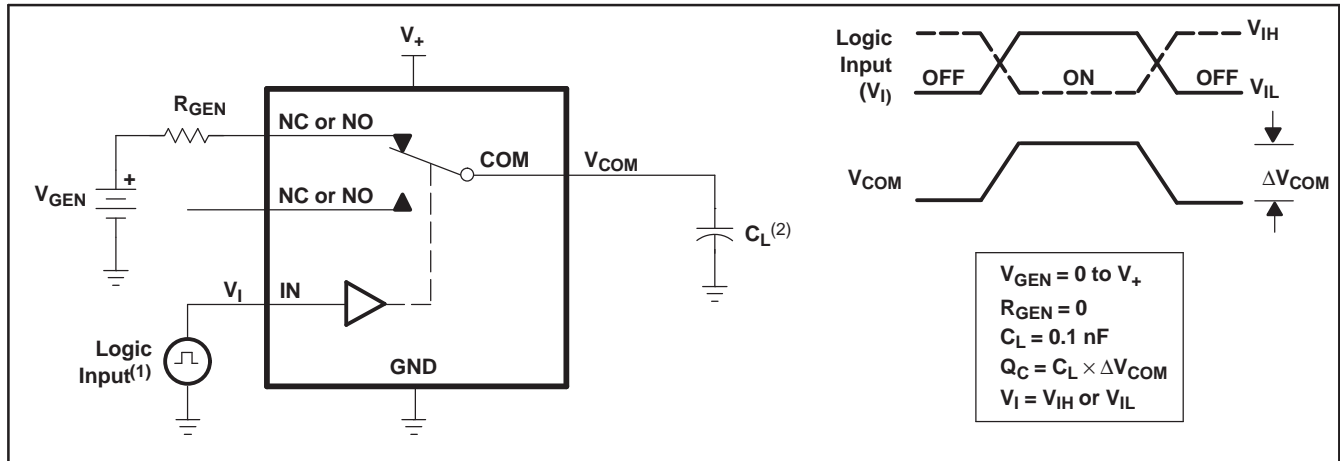 V+
RGEN
NC or NO
COM
VCOM
VGEN
+
NC or NO
CL(2)
VI
IN
Logic
Input(1)
GND
Logic
Input
(VI)
OFF
ON
OFF
VIH
VIL
VCOM
ΔVCOM
VGEN = 0 to V+
RGEN = 0
CL = 0.1 nF
QC = CL × ΔVCOM
VI = VIH or VIL